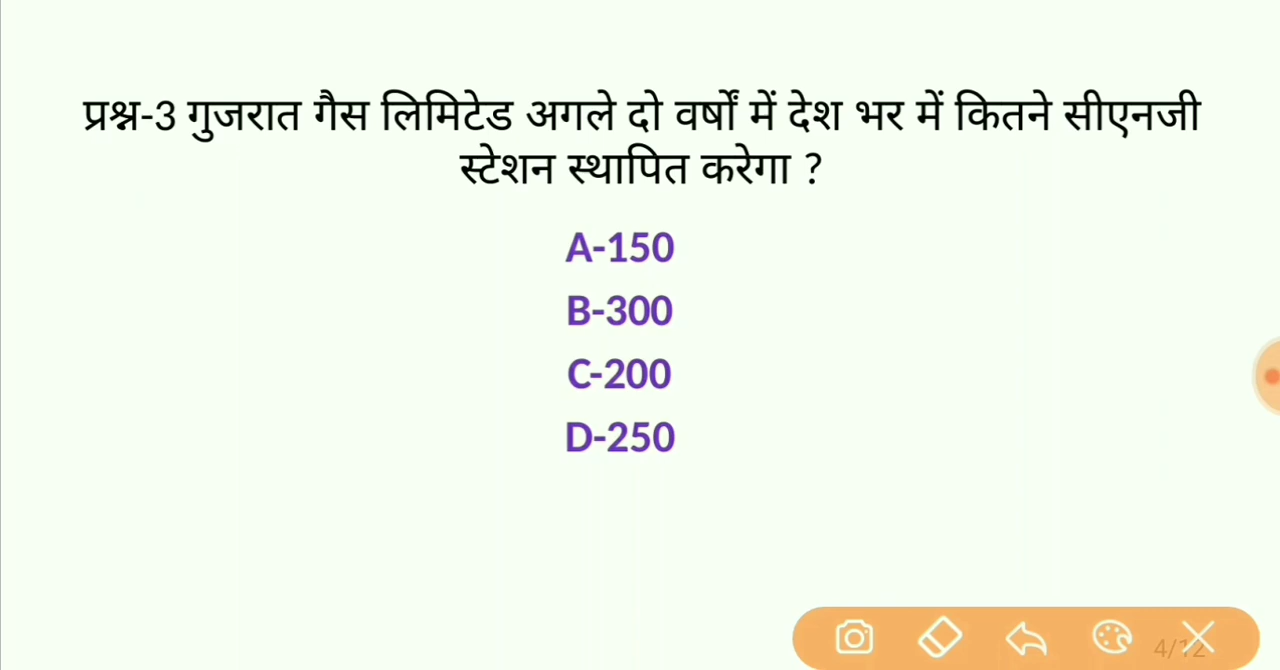 प्रश्न-3 गुजरात गैस लिमिटेड अगले दो वर्षों में देश भर में कितने सीएनजी
स्टेशन स्थापित करेगा ?
A-150
B-300
C-200
D-250
4/12